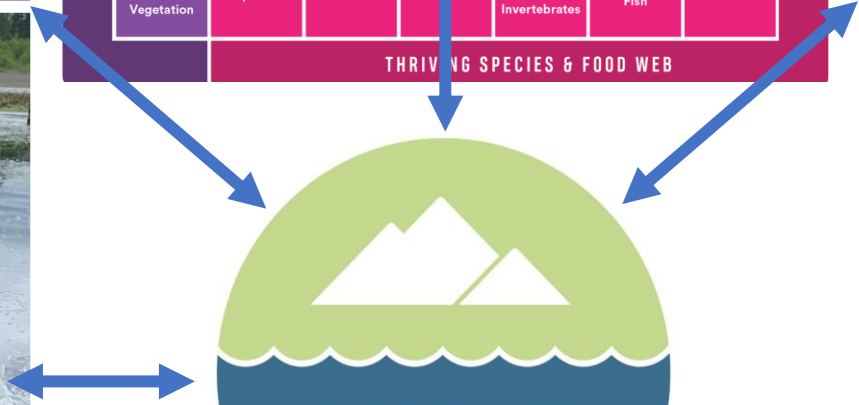 Vegetation
Invertebrates
Fish
THRIVING SPECIES & FOOD WEB